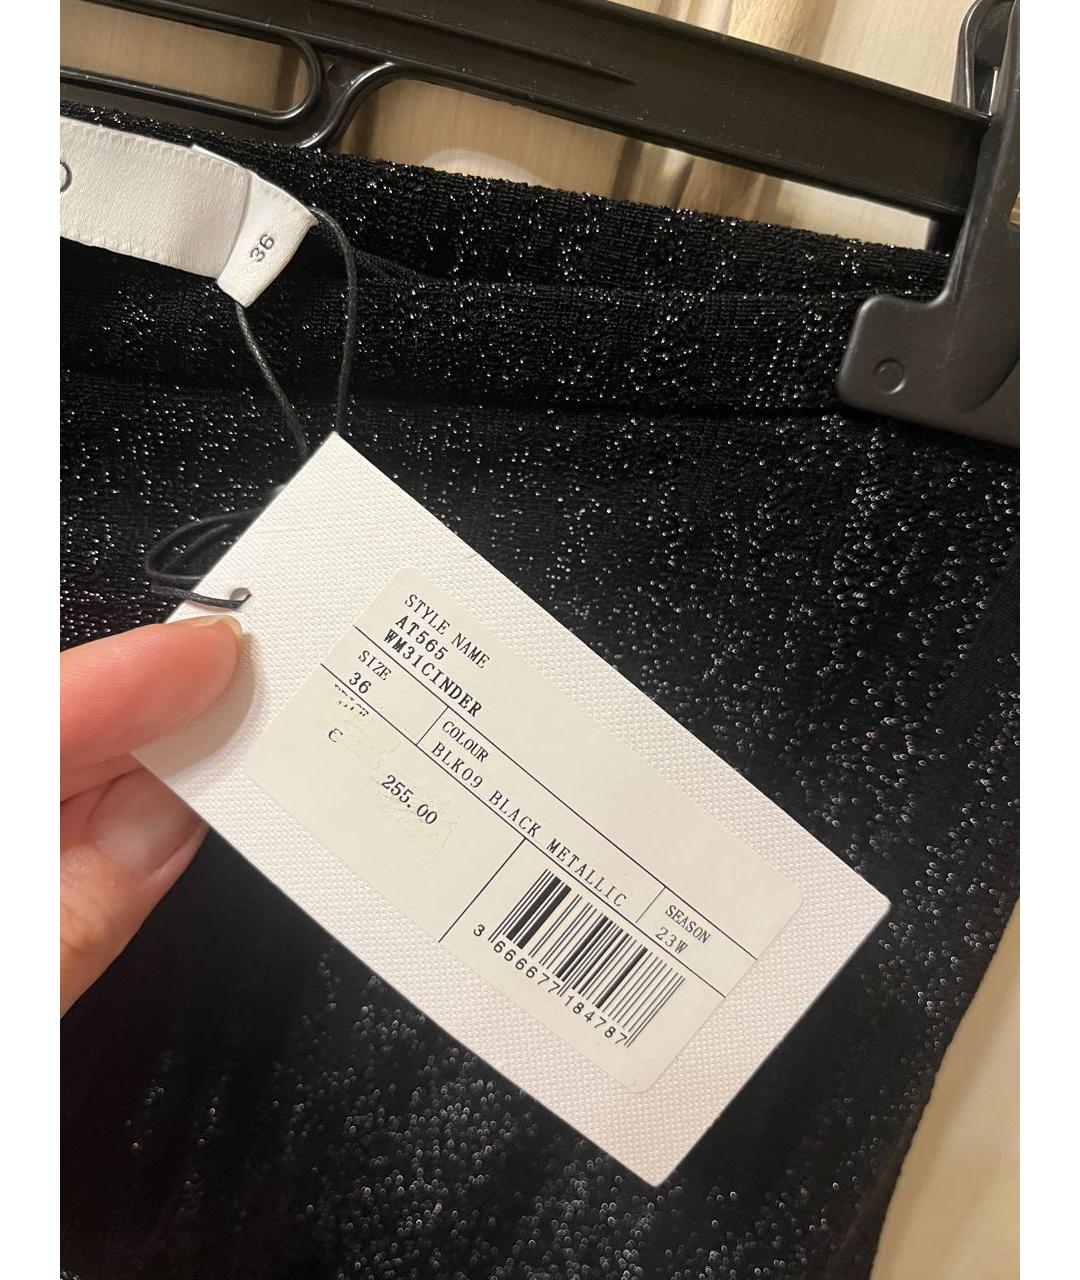 36
STYLE NAME
AT565
WM31CINDER
SIZE
36
COLOUR
BLK09 BLACK METALLIC
€
255.00
SEASON
23W
3 666677 184787